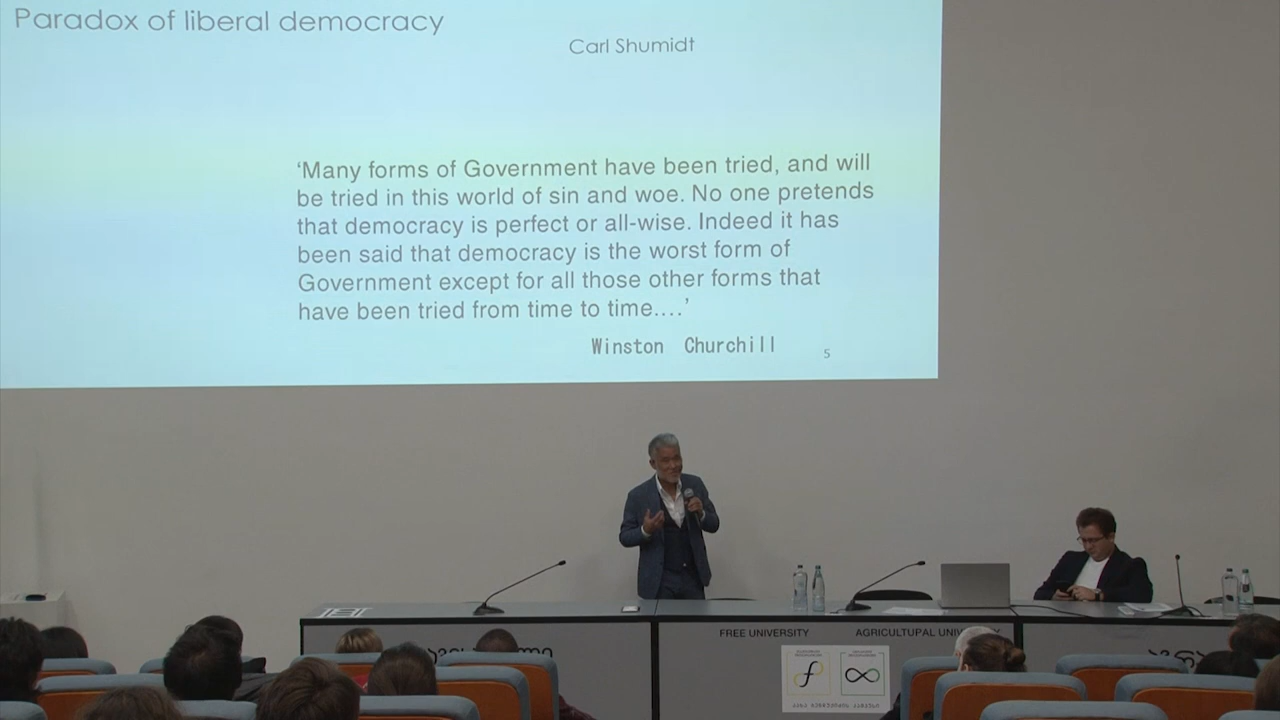 Paradox of liberal democracy
Carl Shumidt
‘Many forms of Government have been tried, and will
be tried in this world of sin and woe. No one pretends
that democracy is perfect or all-wise. Indeed it has
been said that democracy is the worst form of
Government except for all those other forms that
have been tried from time to time....’
Winston Churchill
5
FREE UNIVERSITY